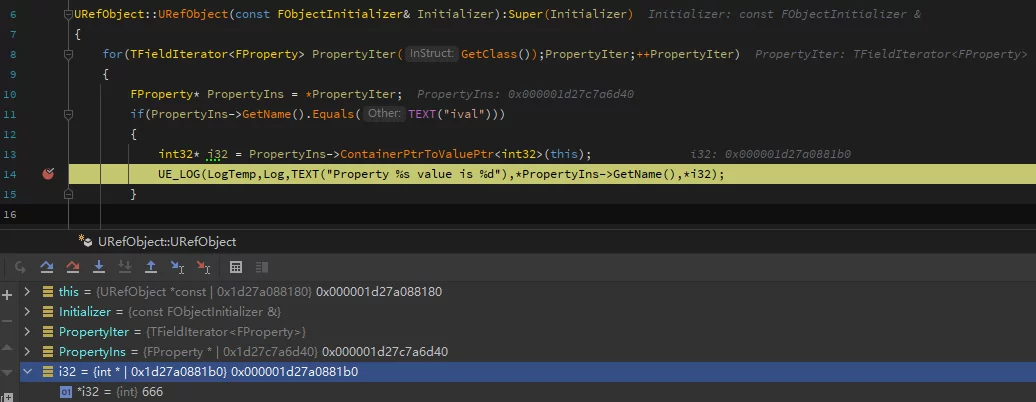 6 URefObject::URefObject(const FObjectInitializer& Initializer):Super(Initializer) Initializer: const FObjectInitializer &
7 {
8 for(TFieldIterator<FProperty> PropertyIter( InStruct: GetClass());PropertyIter;++PropertyIter) PropertyIter: TFieldIterator<FProperty>
9 {
10 FProperty* PropertyIns = *PropertyIter; PropertyIns: 0x000001d27c7a6d40
11 if(PropertyIns->GetName().Equals( Other: TEXT("ival")))
12 {
13 int32* i32 = PropertyIns->ContainerPtrToValuePtr<int32>(this); i32: 0x000001d27a0881b0
14 UE_LOG(LogTemp,Log,TEXT("Property %s value is %d"),*PropertyIns->GetName(),*i32);
15 }
16
URefObject::URefObject
this = {URefObject *const | 0x1d27a088180} 0x000001d27a088180
Initializer = {const FObjectInitializer &}
PropertyIter = {TFieldIterator<FProperty>}
PropertyIns = {FProperty * | 0x1d27c7a6d40} 0x000001d27c7a6d40
i32 = {int * | 0x1d27a0881b0} 0x000001d27a0881b0
01 *i32 = {int} 666